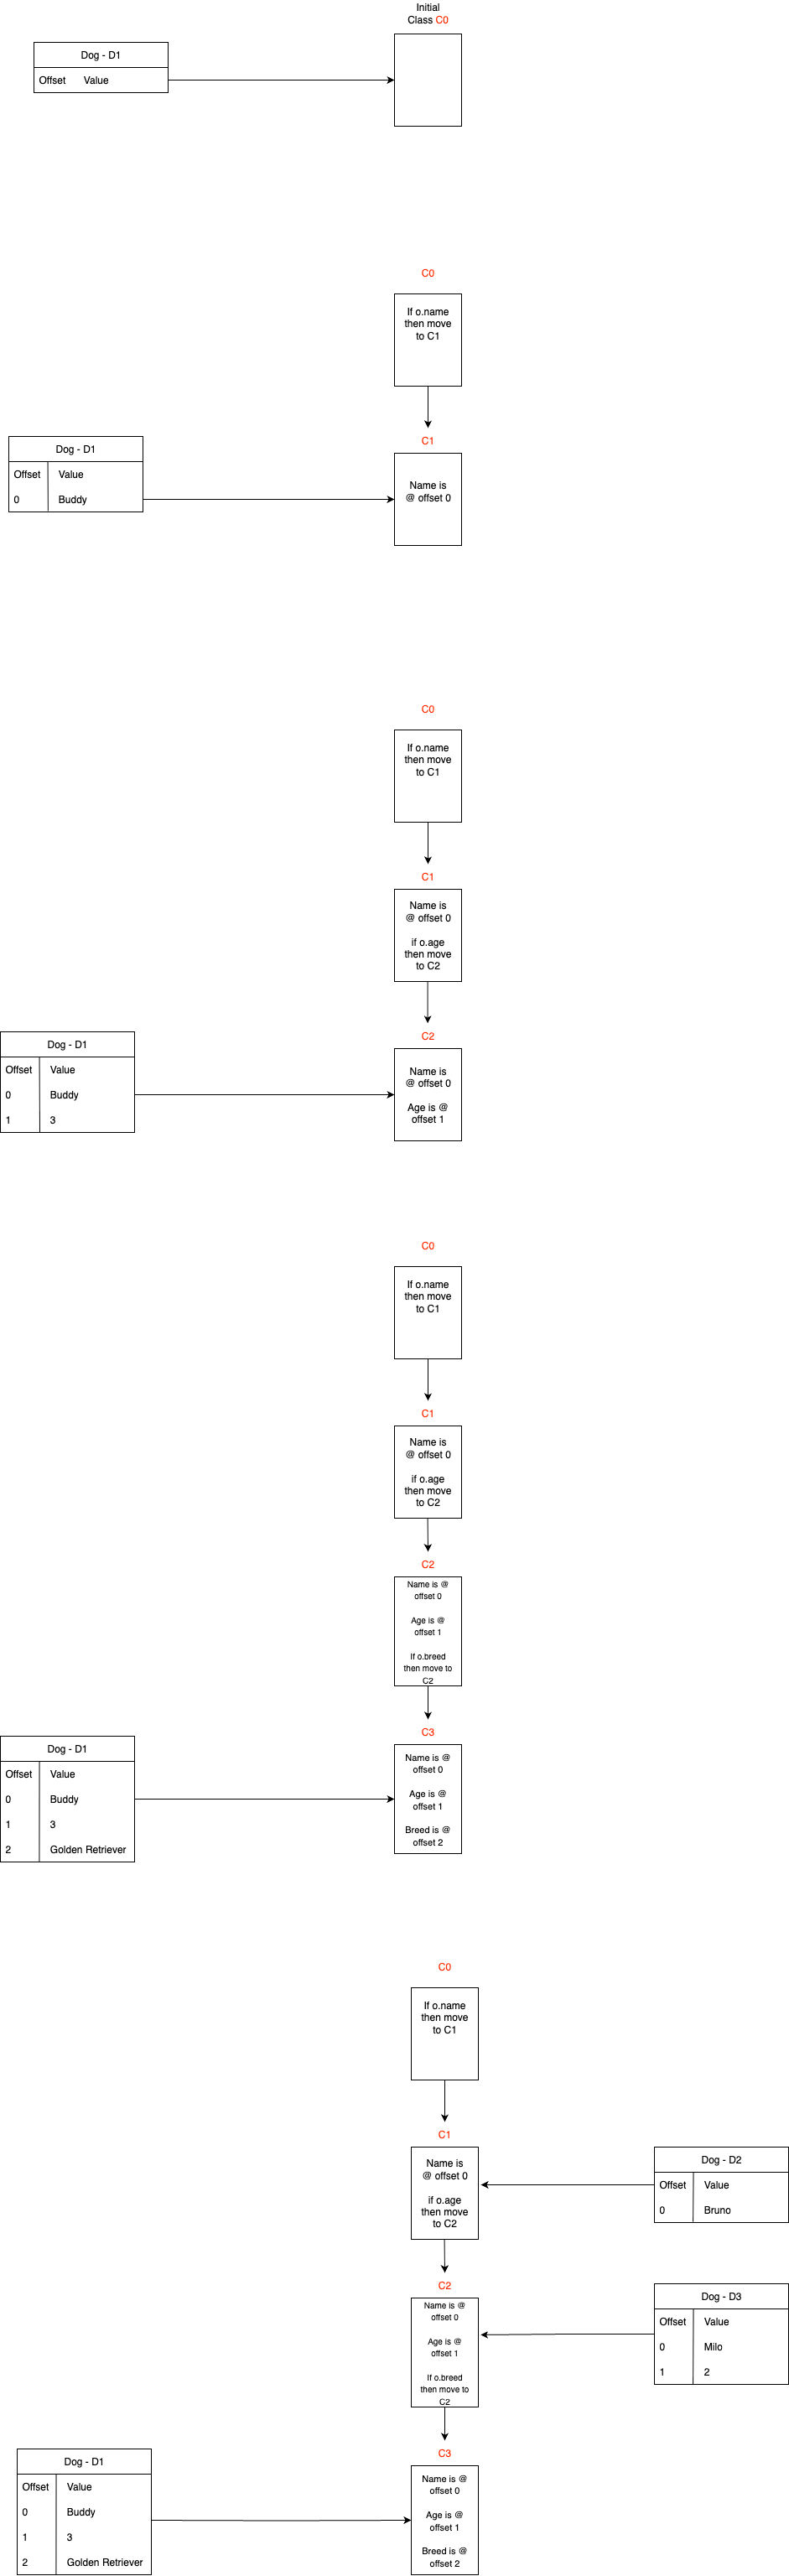 Initial
Class C0
Dog - D1
Offset Value
C0
If o.name
then move
to C1
C1
Dog - D1
Offset Value
0 Buddy
Name is
@ offset 0
C0
If o.name
then move
to C1
C1
Name is
@ offset 0
if o.age
then move
to C2
C2
Dog - D1
Offset Value
0 Buddy
1 3
Name is
@ offset 0
Age is @
offset 1
C0
If o.name
then move
to C1
C1
Name is
@ offset 0
if o.age
then move
to C2
C2
Name is @
offset 0
Age is @
offset 1
If o.breed
then move to
C2
C3
Dog - D1
Offset Value
0 Buddy
1 3
2 Golden Retriever
Name is @
offset 0
Age is @
offset 1
Breed is @
offset 2
C0
If o.name
then move
to C1
C1
Name is
@ offset 0
if o.age
then move
to C2
Dog - D2
Offset Value
0 Bruno
C2
Name is @
offset 0
Age is @
offset 1
If o.breed
then move to
C2
Dog - D3
Offset Value
0 Milo
1 2
C3
Dog - D1
Offset Value
0 Buddy
1 3
2 Golden Retriever
Name is @
offset 0
Age is @
offset 1
Breed is @
offset 2